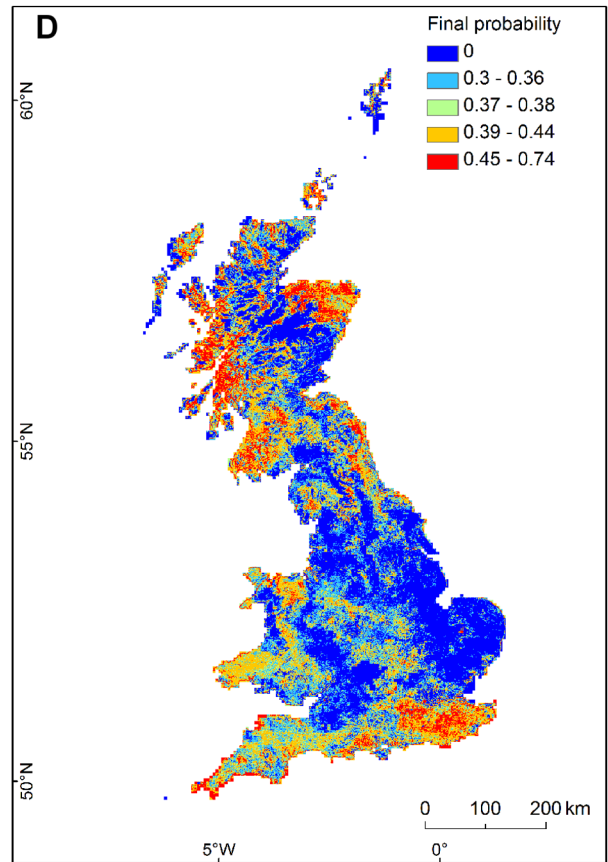 D
Final probability
0
0.3 - 0.36
0.37 - 0.38
0.39 - 0.44
0.45 - 0.74
60°N
55°N
50°N
0 100 200 km
5°W 0°